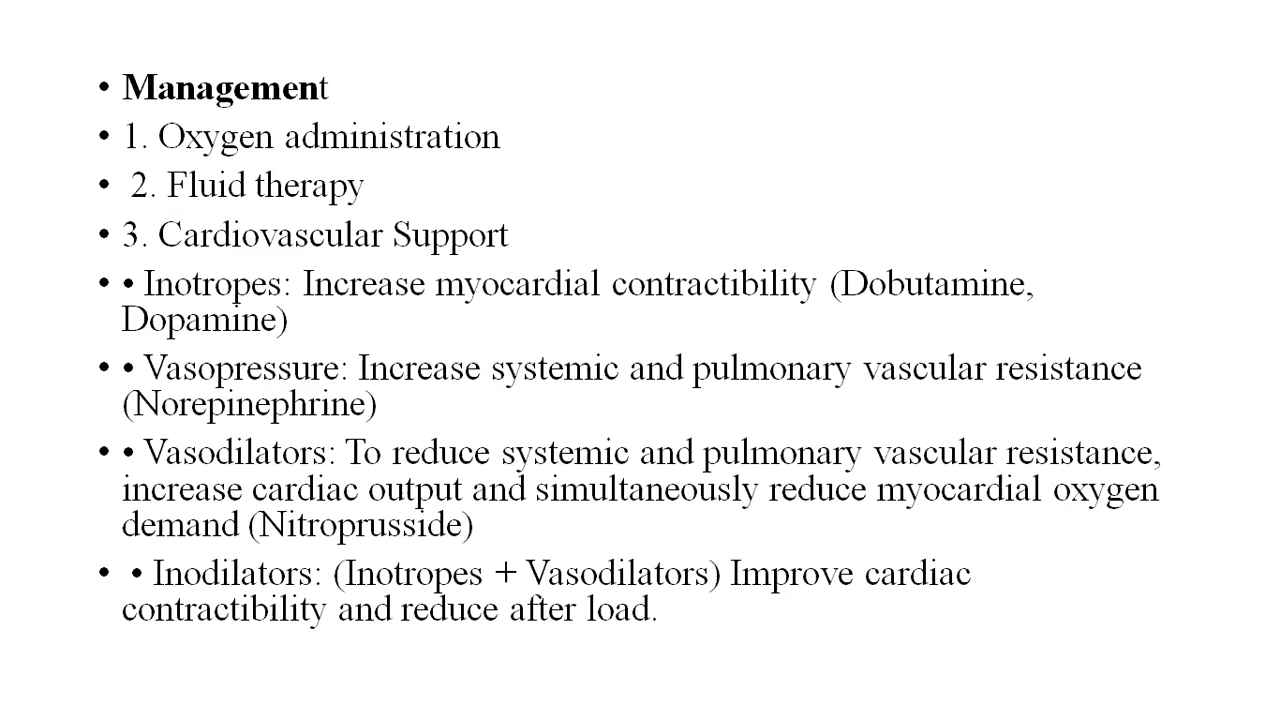 • Management
• 1. Oxygen administration
• 2. Fluid therapy
• 3. Cardiovascular Support
• • Inotropes: Increase myocardial contractibility (Dobutamine,
Dopamine)
• • Vasopressure: Increase systemic and pulmonary vascular resistance
(Norepinephrine)
• • Vasodilators: To reduce systemic and pulmonary vascular resistance,
increase cardiac output and simultaneously reduce myocardial oxygen
demand (Nitroprusside)
• • Inodilators: (Inotropes + Vasodilators) Improve cardiac
contractibility and reduce after load.